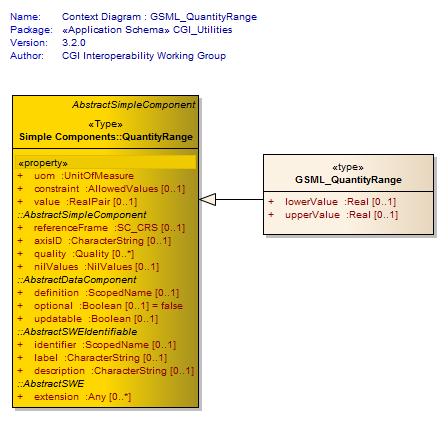 Name: Context Diagram : GSML_QuantityRange
Package: «Application Schema» CGI_Utilities
Version: 3.2.0
Author: CGI Interoperability Working Group
AbstractSimpleComponent
«Type»
Simple Components::QuantityRange
«property»
+ uom :UnitOfMeasure
+ constraint :AllowedValues [0..1]
+ value :RealPair [0..1]
::AbstractSimpleComponent
+ referenceFrame :SC_CRS [0..1]
+ axisID :CharacterString [0..1]
+ quality :Quality [0..*]
+ nilValues :NilValues [0..1]
::AbstractDataComponent
+ definition :ScopedName [0..1]
+ optional :Boolean [0..1] = false
+ updatable :Boolean [0..1]
::AbstractSWEIdentifiable
+ identifier :ScopedName [0..1]
+ label :CharacterString [0..1]
+ description :CharacterString [0..1]
::AbstractSWE
+ extension :Any [0..*]
«type»
GSML_QuantityRange
+ lowerValue :Real [0..1]
+ upperValue :Real [0..1]